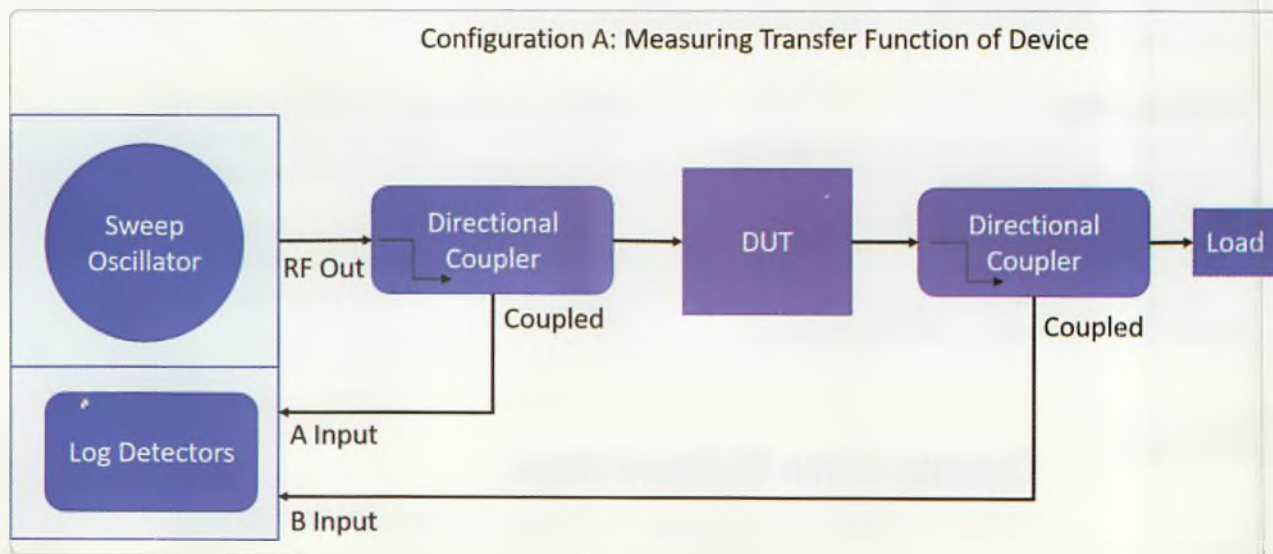 Configuration A: Measuring Transfer Function of Device
Sweep
Oscillator
RF Out
Directional
Coupler
Coupled
DUT
Directional
Coupler
Coupled
Load
Log Detectors
A Input
B Input